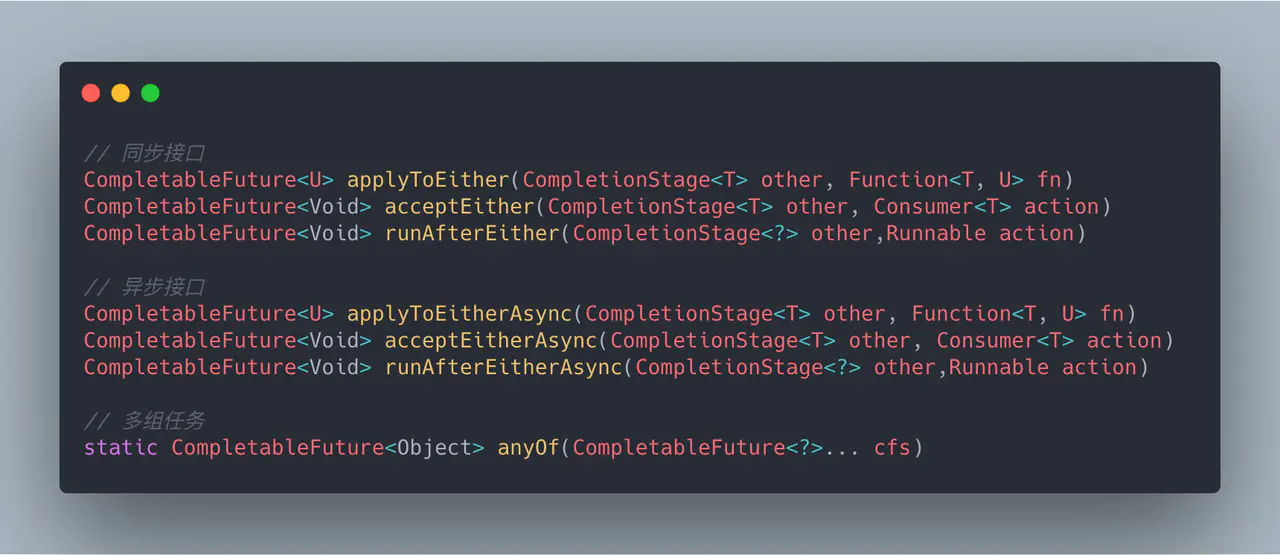 // 同步接口
CompletableFuture<U> applyToEither(CompletionStage<T> other, Function<T, U> fn)
CompletableFuture<Void> acceptEither(CompletionStage<T> other, Consumer<T> action)
CompletableFuture<Void> runAfterEither(CompletionStage<?> other,Runnable action)
// 异步接口
CompletableFuture<U> applyToEitherAsync(CompletionStage<T> other, Function<T, U> fn)
CompletableFuture<Void> acceptEitherAsync(CompletionStage<T> other, Consumer<T> action)
CompletableFuture<Void> runAfterEitherAsync(CompletionStage<?> other,Runnable action)
// 多组任务
static CompletableFuture<Object> anyOf(CompletableFuture<?>... cfs)